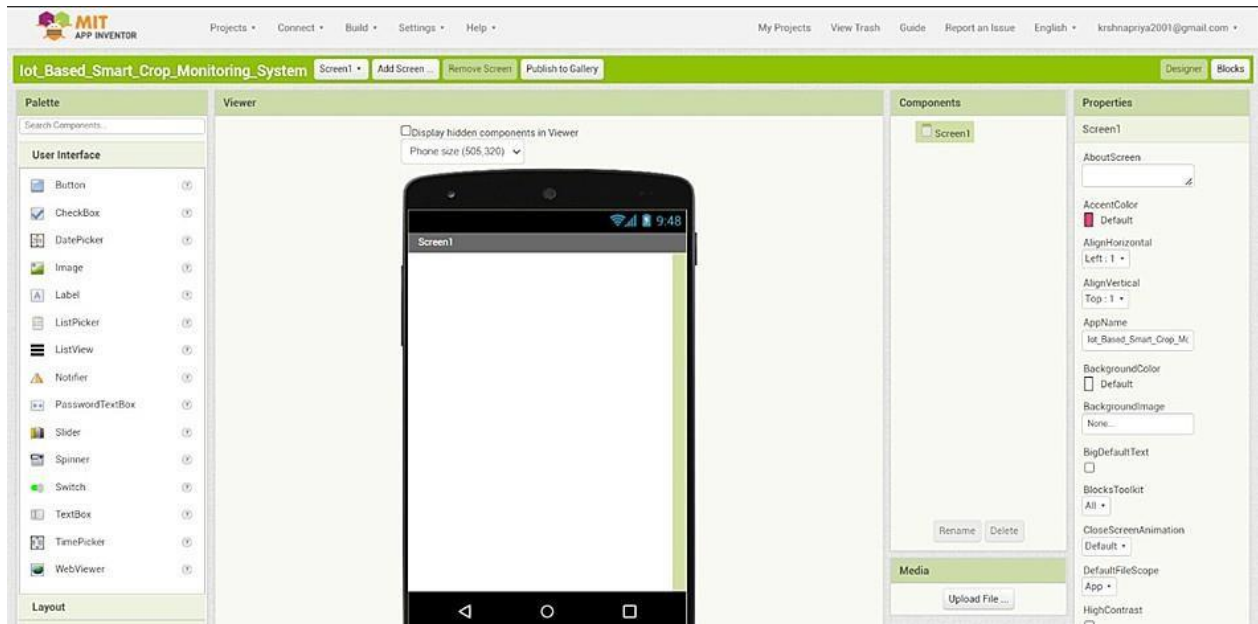 MIT
APP INVENTOR
Projects
Connect
Build
Settings
Help
My Projects
View Trash
Guide
Report an Issue
English
krshnapriya2001@gmail.com
Iot_Based_Smart_Crop_Monitoring_System
Screen1
Add Screen ...
Remove Screen
Publish to Gallery
Designer
Blocks
Palette
Search Components...
User Interface
Button
CheckBox
DatePicker
Image
Label
ListPicker
ListView
Notifier
PasswordTextBox
Slider
Spinner
Switch
TextBox
TimePicker
WebViewer
Layout
Viewer
Display hidden components in Viewer
Phone size (505,320)
9:48
Screen1
Components
Screen1
Rename
Delete
Media
Upload File ...
Properties
Screen1
AboutScreen
AccentColor
Default
AlignHorizontal
Left : 1
AlignVertical
Top : 1
AppName
Iot_Based_Smart_Crop_Mc
BackgroundColor
Default
BackgroundImage
None...
BigDefaultText
BlocksToolkit
All
CloseScreenAnimation
Default
DefaultFileScope
App
HighContrast